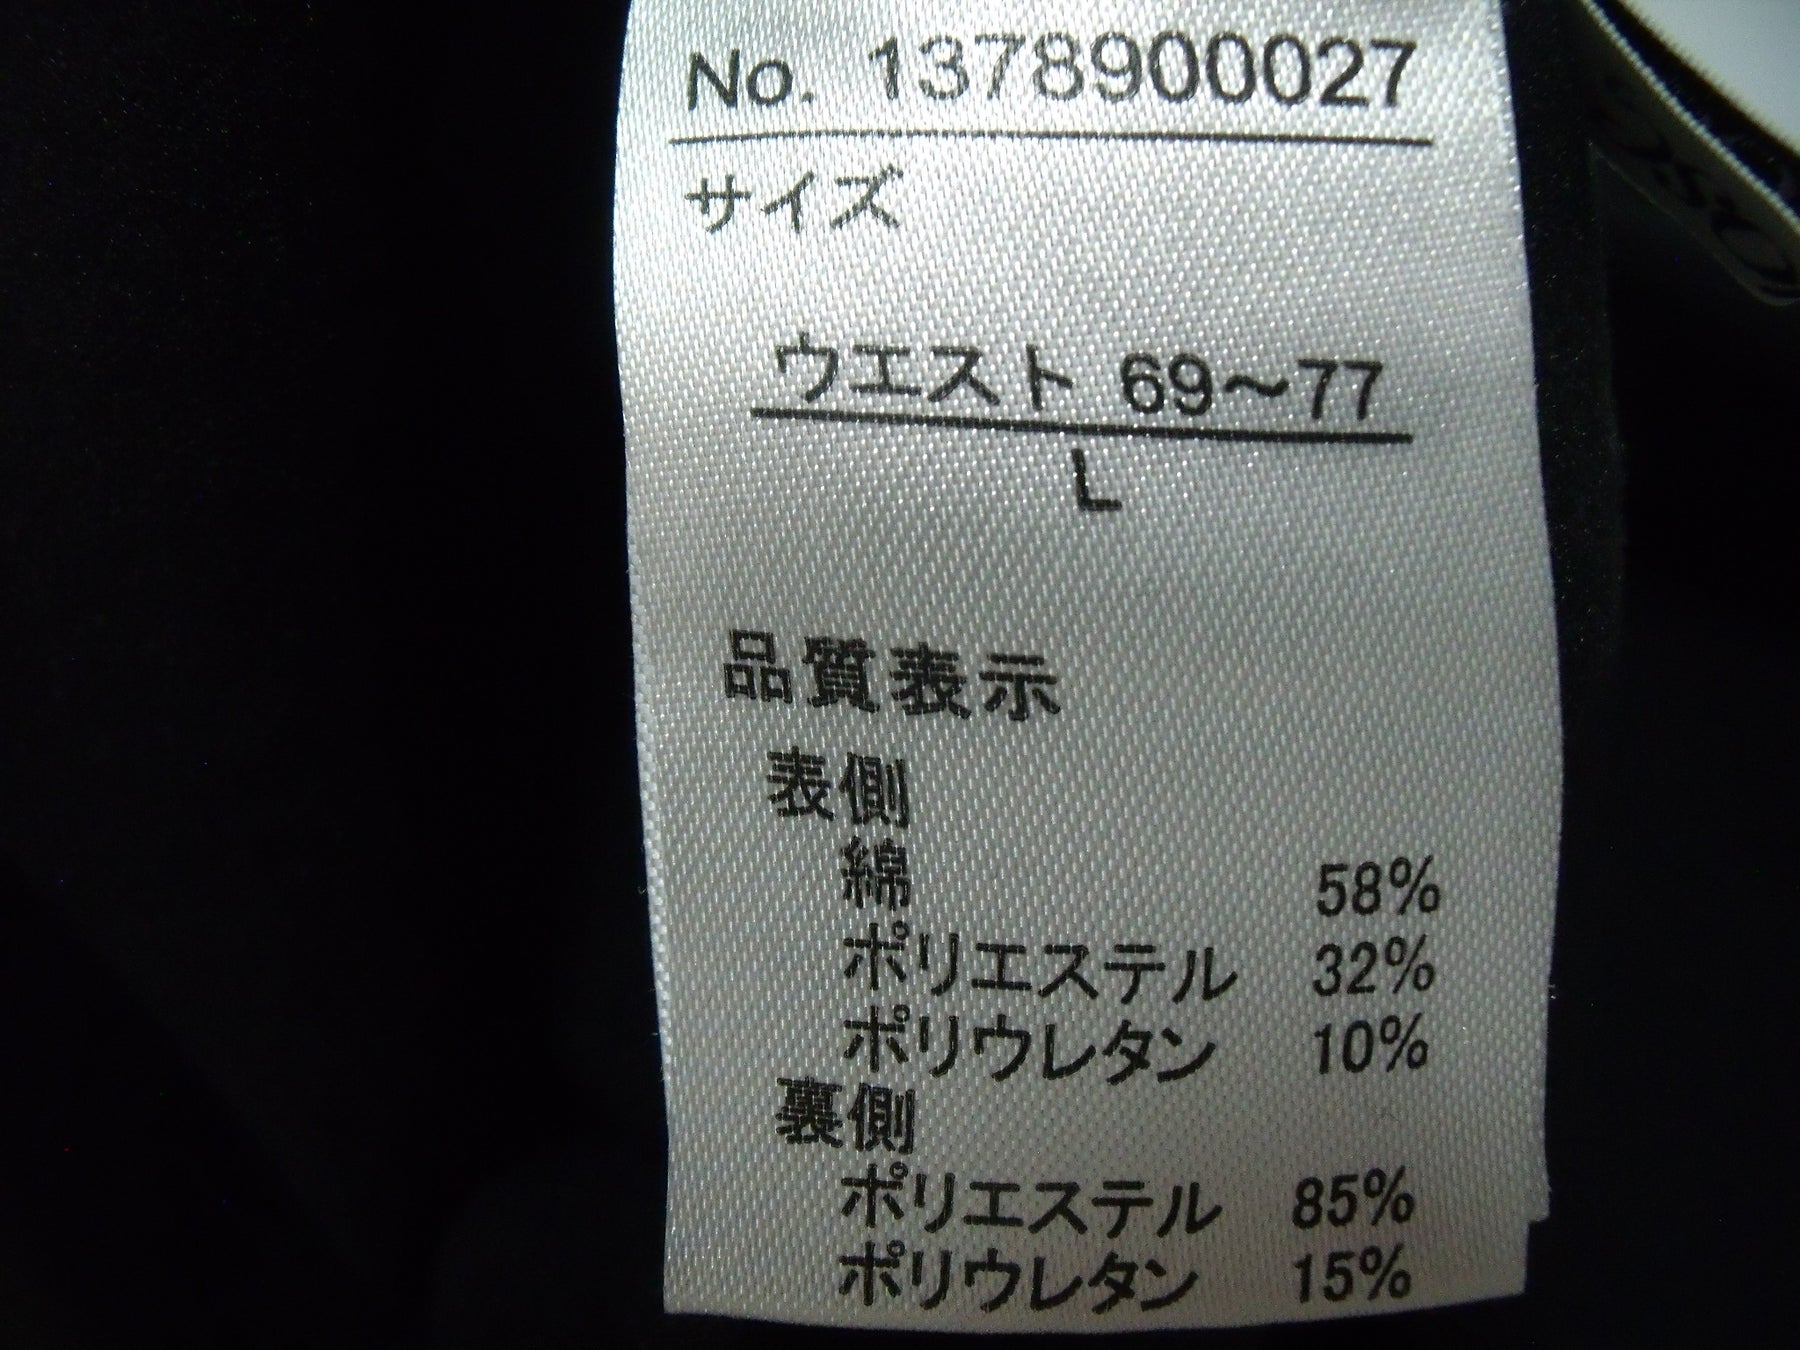 No. 1378900027
サイズ
ウエスト 69～77
L
品質表示
表側
綿 58%
ポリエステル 32%
ポリウレタン 10%
裏側
ポリエステル 85%
ポリウレタン 15%